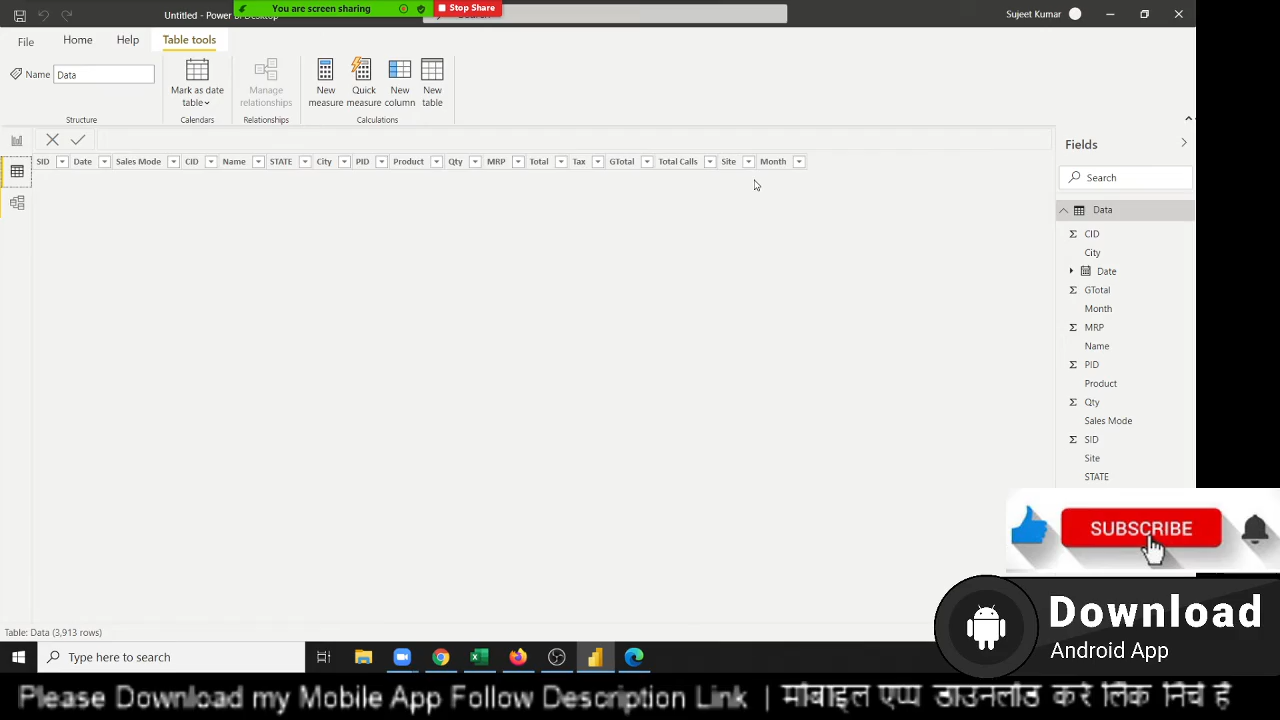 Untitled - Power BI Desktop
You are screen sharing
Stop Share
Search
Sujeet Kumar
File
Home
Help
Table tools
Name
Data
Mark as date table
Manage relationships
New measure
Quick measure
New column
New table
Structure
Calendars
Relationships
Calculations
SID Date Sales Mode CID Name STATE City PID Product Qty MRP Total Tax GTotal Total Calls Site Month
Fields
Search
Data
CID
City
Date
GTotal
Month
MRP
Name
PID
Product
Qty
Sales Mode
SID
Site
STATE
SUBSCRIBE
Download
Android App
Table: Data (3,913 rows)
Type here to search
Please Download my Mobile App Follow Description Link | मोबाइल एप्प डाउनलोड करे लिंक निचे है